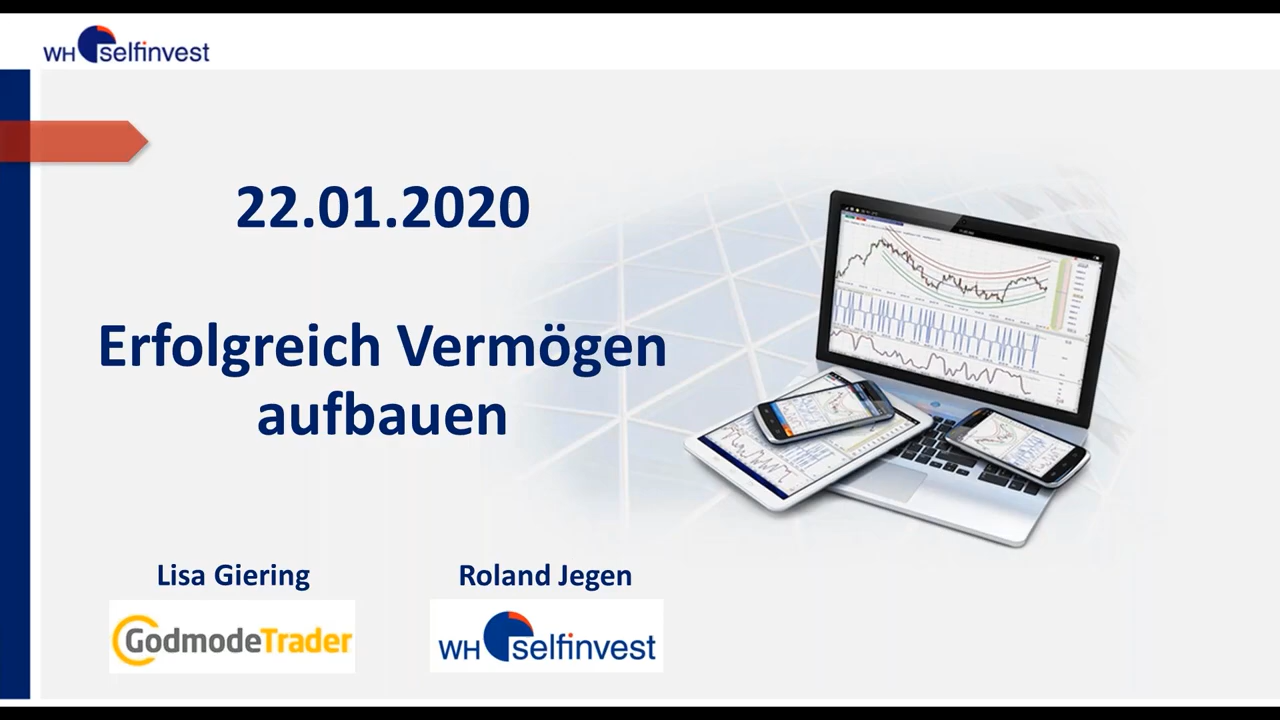 WH selfinvest
22.01.2020
Erfolgreich Vermögen
aufbauen
Lisa Giering
Roland Jegen
GodmodeTrader
WH selfinvest